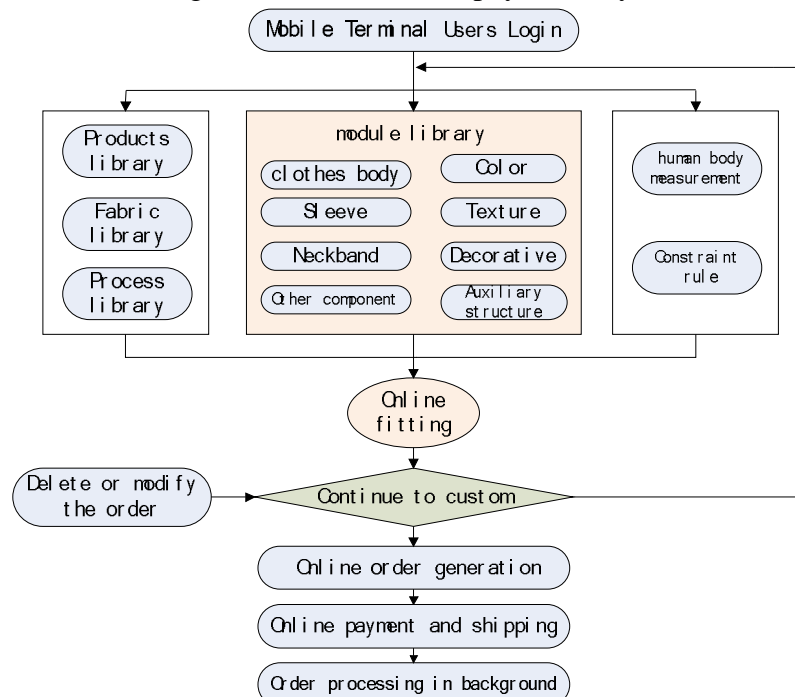 Mobile Terminal Users Login
Products
library
Fabric
library
Process
library
module library
clothes body
Sleeve
Neckband
Other component
Color
Texture
Decorative
Auxiliary
structure
human body
measurement
Constraint
rule
Online
fitting
Delete or modify
the order
Continue to custom
Online order generation
Online payment and shipping
Order processing in background